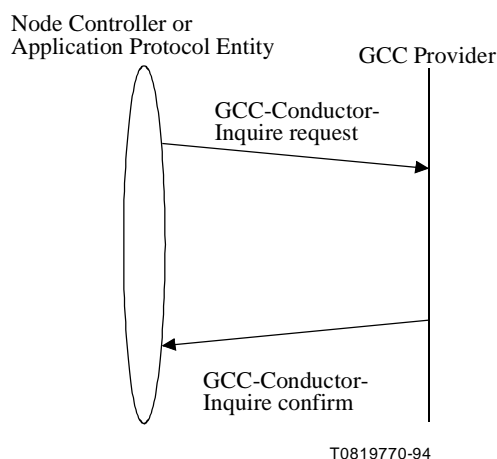 Node Controller or
Application Protocol Entity
GCC Provider
GCC-Conductor-
Inquire request
GCC-Conductor-
Inquire confirm
T0819770-94